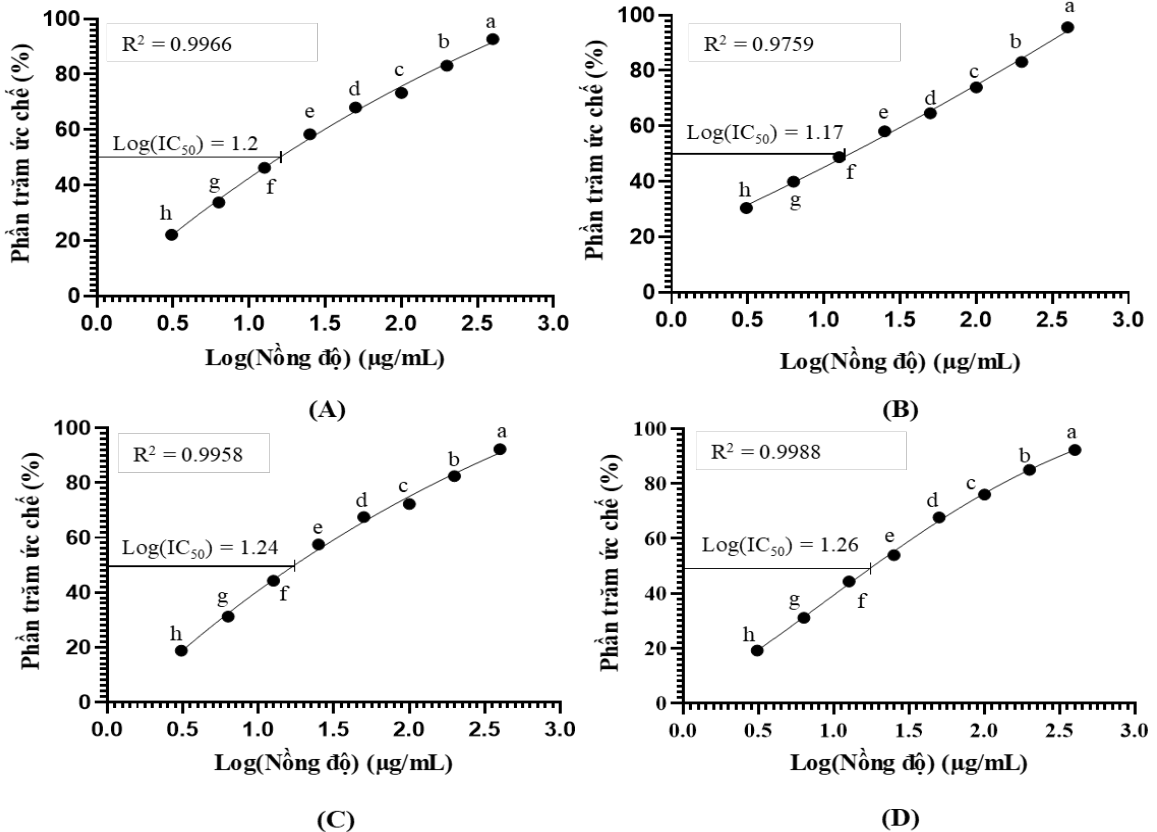 R² = 0.9966
Log(IC₅₀) = 1.2
Phần trăm ức chế (%)
100
80
60
40
20
0
a
b
c
d
e
f
g
h
0.0 0.5 1.0 1.5 2.0 2.5 3.0
Log(Nồng độ) (µg/mL)
(A)
R² = 0.9759
Log(IC₅₀) = 1.17
Phần trăm ức chế (%)
100
80
60
40
20
0
a
b
c
d
e
f
g
h
0.0 0.5 1.0 1.5 2.0 2.5 3.0
Log(Nồng độ) (µg/mL)
(B)
R² = 0.9958
Log(IC₅₀) = 1.24
Phần trăm ức chế (%)
100
80
60
40
20
0
a
b
c
d
e
f
g
h
0.0 0.5 1.0 1.5 2.0 2.5 3.0
Log(Nồng độ) (µg/mL)
(C)
R² = 0.9988
Log(IC₅₀) = 1.26
Phần trăm ức chế (%)
100
80
60
40
20
0
a
b
c
d
e
f
g
h
0.0 0.5 1.0 1.5 2.0 2.5 3.0
Log(Nồng độ) (µg/mL)
(D)